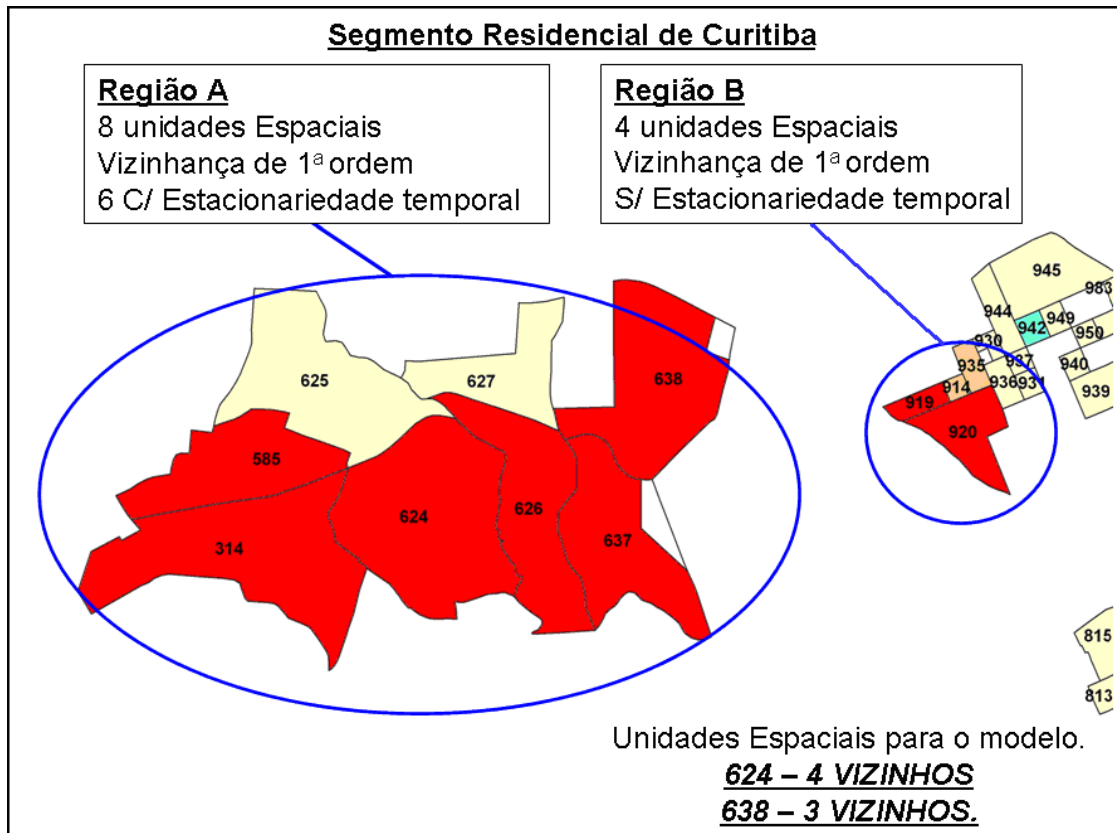 Segmento Residencial de Curitiba
Região A
8 unidades Espaciais
Vizinhança de 1ª ordem
6 C/ Estacionariedade temporal
Região B
4 unidades Espaciais
Vizinhança de 1ª ordem
S/ Estacionariedade temporal
945
983
944
949
942
950
930
937
935
940
914
936
931
939
919
920
625
627
638
585
624
626
314
637
815
813
Unidades Espaciais para o modelo.
624 – 4 VIZINHOS
638 – 3 VIZINHOS.